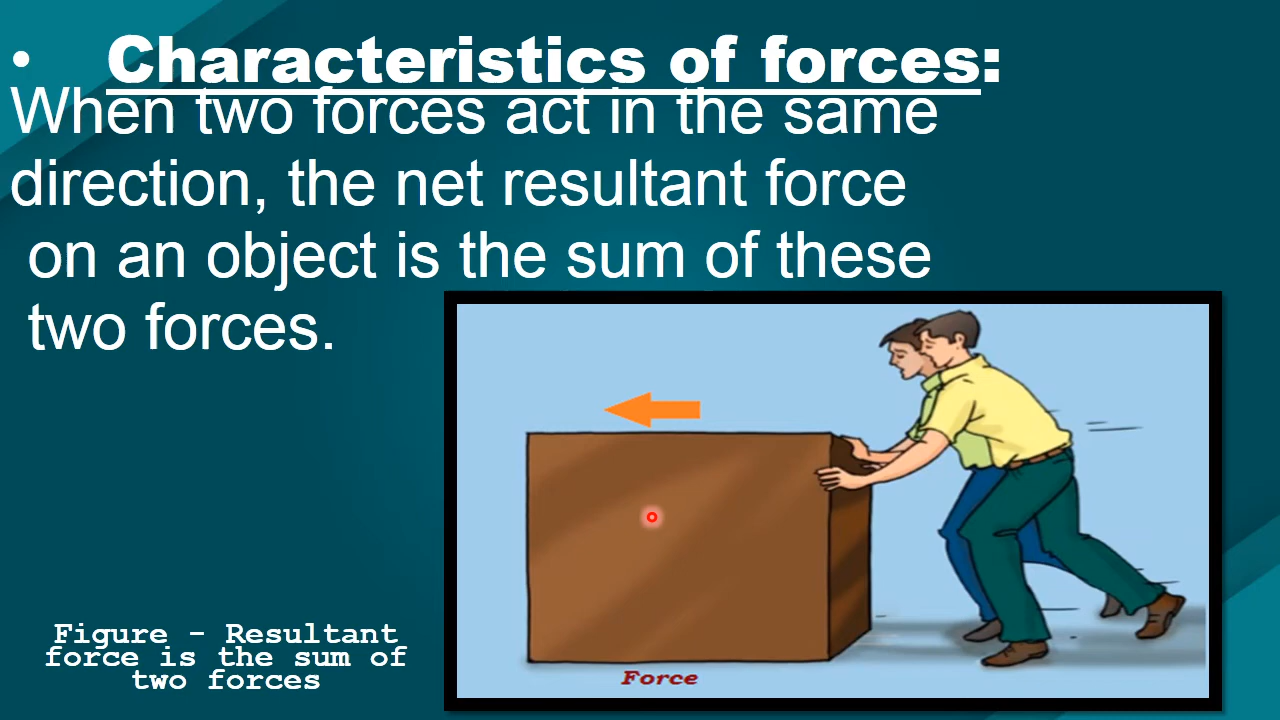 • Characteristics of forces:
When two forces act in the same
direction, the net resultant force
on an object is the sum of these
two forces.
Figure – Resultant
force is the sum of
two forces
Force